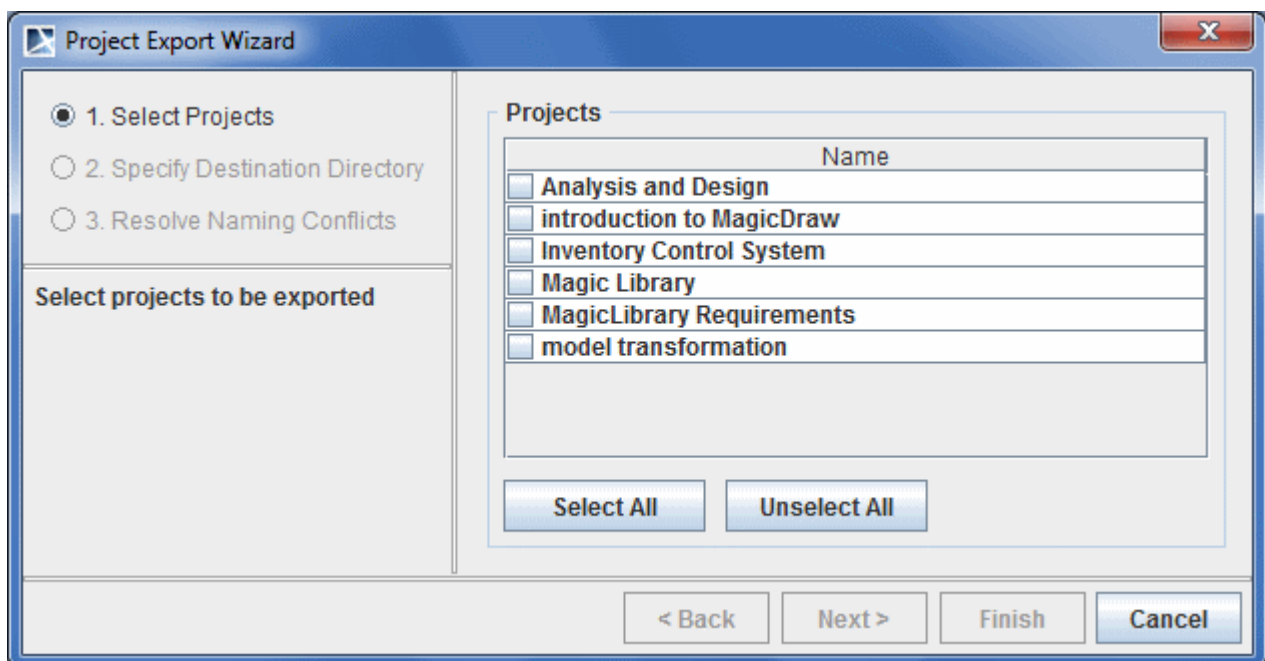 Project Export Wizard
1. Select Projects
2. Specify Destination Directory
3. Resolve Naming Conflicts
Select projects to be exported
Projects
Name
Analysis and Design
introduction to MagicDraw
Inventory Control System
Magic Library
MagicLibrary Requirements
model transformation
Select All Unselect All
< Back Next > Finish Cancel